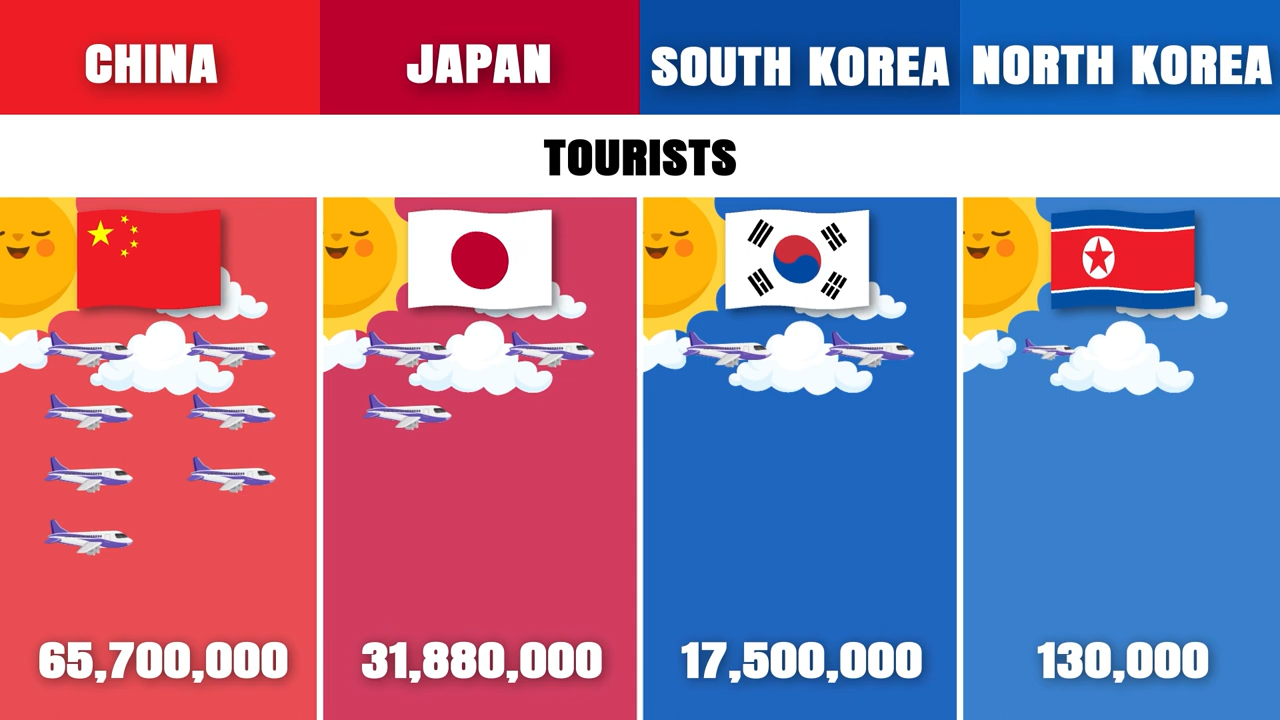 CHINA
JAPAN
SOUTH KOREA
NORTH KOREA
TOURISTS
65,700,000
31,880,000
17,500,000
130,000